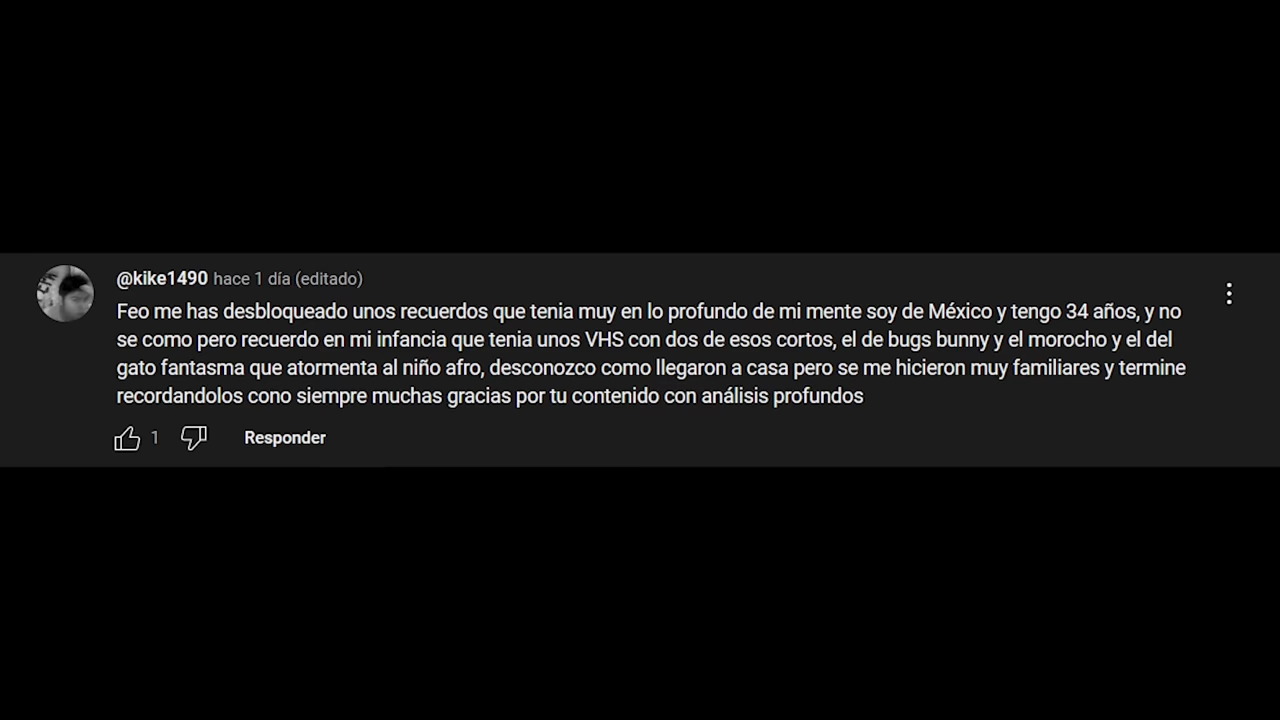 @kike1490 hace 1 día (editado)
Feo me has desbloqueado unos recuerdos que tenia muy en lo profundo de mi mente soy de México y tengo 34 años, y no
se como pero recuerdo en mi infancia que tenia unos VHS con dos de esos cortos, el de bugs bunny y el morocho y el del
gato fantasma que atormenta al niño afro, desconozco como llegaron a casa pero se me hicieron muy familiares y termine
recordandolos cono siempre muchas gracias por tu contenido con análisis profundos
1 Responder